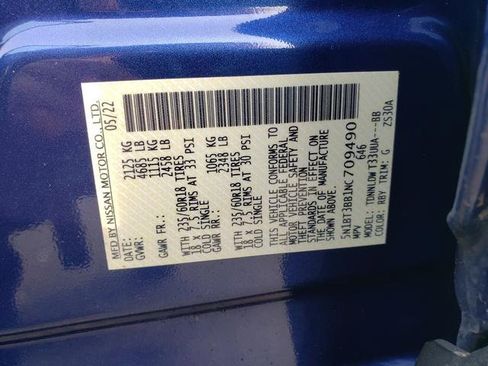 MFD BY NISSAN MOTOR CO., LTD.
DATE: 05/22
GVWR: 2125 KG
4685 LB
GAWR FR.: 1115 KG
2458 LB
WITH 235/60R18 TIRES
18 X 7.5 RIMS AT 33 PSI
COLD SINGLE
GAWR RR.: 1065 KG
2348 LB
WITH 235/60R18 TIRES
18 X 7.5 RIMS AT 30 PSI
COLD SINGLE
THIS VEHICLE CONFORMS TO
ALL APPLICABLE FEDERAL
MOTOR VEHICLE SAFETY AND
THEFT PREVENTION
STANDARDS IN EFFECT ON
THE DATE OF MANUFACTURE
SHOWN ABOVE.
5N1BT3BB1NC709490
MPV 646
TDNNLDW T33UUA----BB
COLOR: RBY TRIM: G
ZS30A